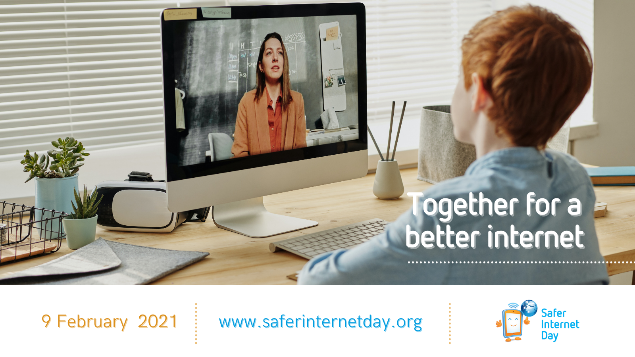 Together for a
better internet
9 February 2021
www.saferinternetday.org
Safer
Internet
Day